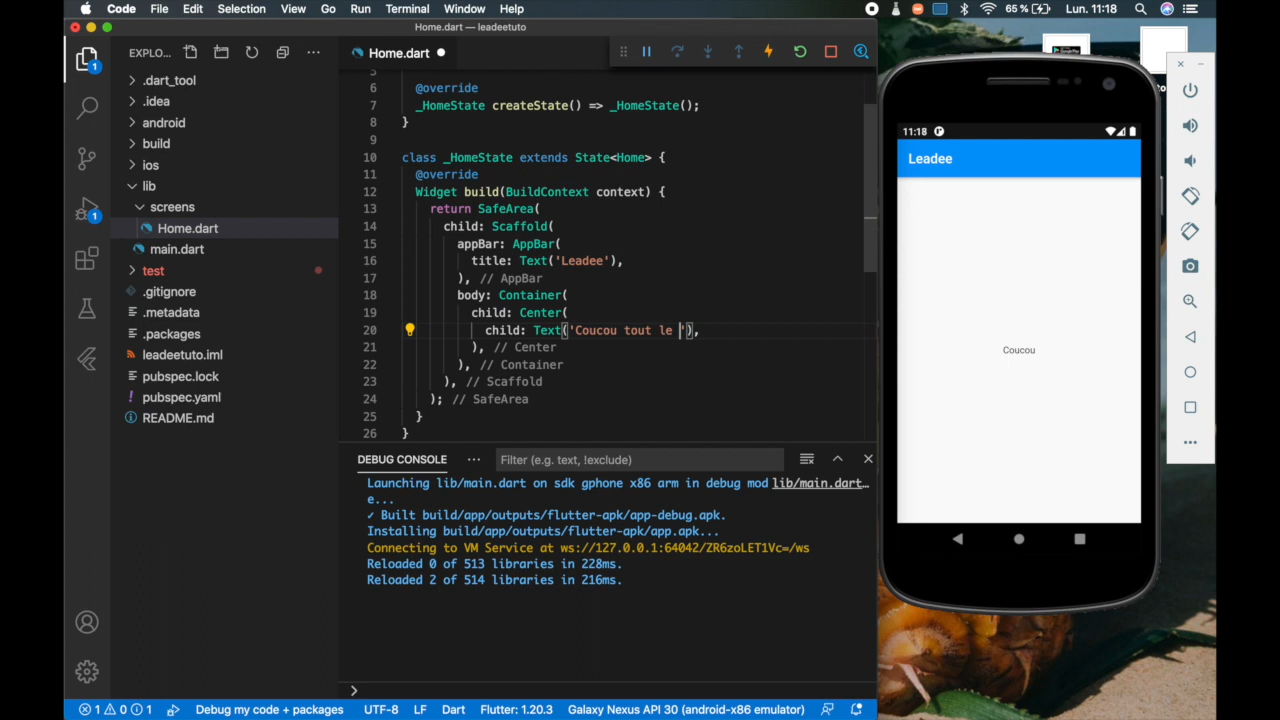 Code File Edit Selection View Go Run Terminal Window Help
65 % Lun. 11:18
Home.dart — leadeetuto
EXPLO...
Home.dart
.dart_tool
.idea
android
build
ios
lib
screens
Home.dart
main.dart
test
.gitignore
.metadata
.packages
leadeetuto.iml
pubspec.lock
pubspec.yaml
README.md
1
1
5
6 @override
7 _HomeState createState() => _HomeState();
8 }
9
10 class _HomeState extends State<Home> {
11 @override
12 Widget build(BuildContext context) {
13 return SafeArea(
14 child: Scaffold(
15 appBar: AppBar(
16 title: Text('Leadee'),
17 ), // AppBar
18 body: Container(
19 child: Center(
20 child: Text('Coucou tout le '),
21 ), // Center
22 ), // Container
23 ), // Scaffold
24 ); // SafeArea
25 }
26 }
DEBUG CONSOLE
Filter (e.g. text, !exclude)
Launching lib/main.dart on sdk gphone x86 arm in debug mod lib/main.dart…
e...
✓ Built build/app/outputs/flutter-apk/app-debug.apk.
Installing build/app/outputs/flutter-apk/app.apk...
Connecting to VM Service at ws://127.0.0.1:64042/ZR6zoLET1Vc=/ws
Reloaded 0 of 513 libraries in 228ms.
Reloaded 2 of 514 libraries in 216ms.
1 0 1 Debug my code + packages UTF-8 LF Dart Flutter: 1.20.3 Galaxy Nexus API 30 (android-x86 emulator)
11:18
Leadee
Coucou